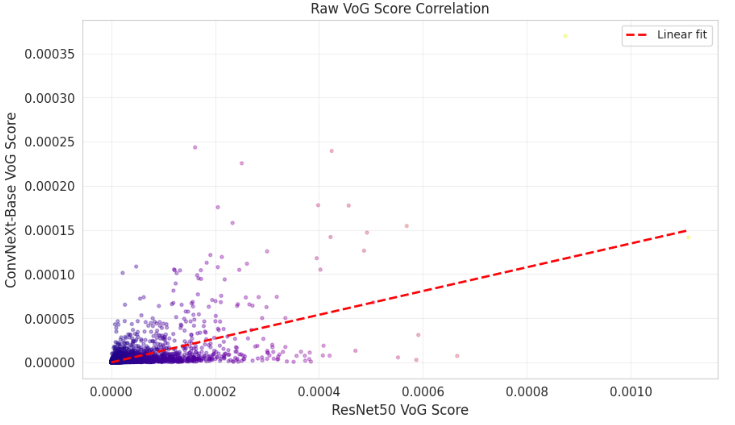 Raw VoG Score Correlation
Linear fit
ConvNeXt-Base VoG Score
0.00035
0.00030
0.00025
0.00020
0.00015
0.00010
0.00005
0.00000
0.0000 0.0002 0.0004 0.0006 0.0008 0.0010
ResNet50 VoG Score